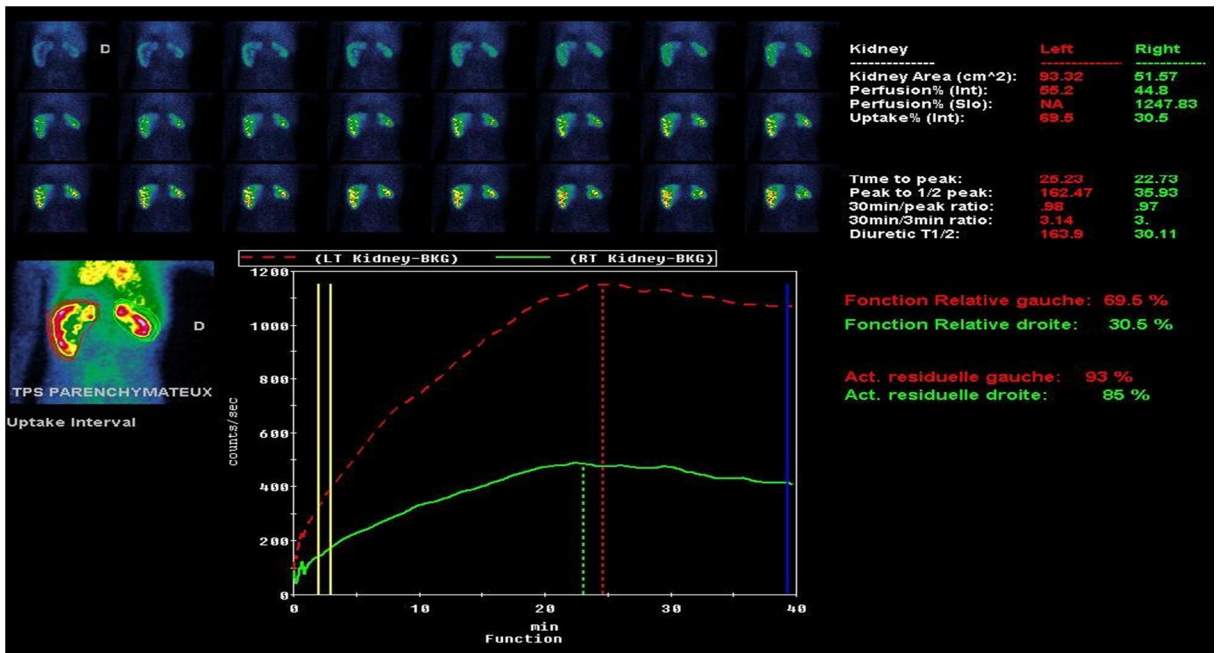 D
Kidney Left Right
-------------- -------------- ------------
Kidney Area (cm^2): 93.32 51.57
Perfusion% (Int): 55.2 44.8
Perfusion% (Slo): NA 1247.83
Uptake% (Int): 69.5 30.5
Time to peak: 25.23 22.73
Peak to 1/2 peak: 162.47 35.93
30min/peak ratio: .98 .97
30min/3min ratio: 3.14 3.
Diuretic T1/2: 163.9 30.11
D
TPS PARENCHYMATEUX
Uptake Interval
(LT Kidney-BKG) (RT Kidney-BKG)
1200
1000
800
600
400
200
0
counts/sec
0 10 20 30 40
min
Function
Fonction Relative gauche: 69.5 %
Fonction Relative droite: 30.5 %
Act. residuelle gauche: 93 %
Act. residuelle droite: 85 %